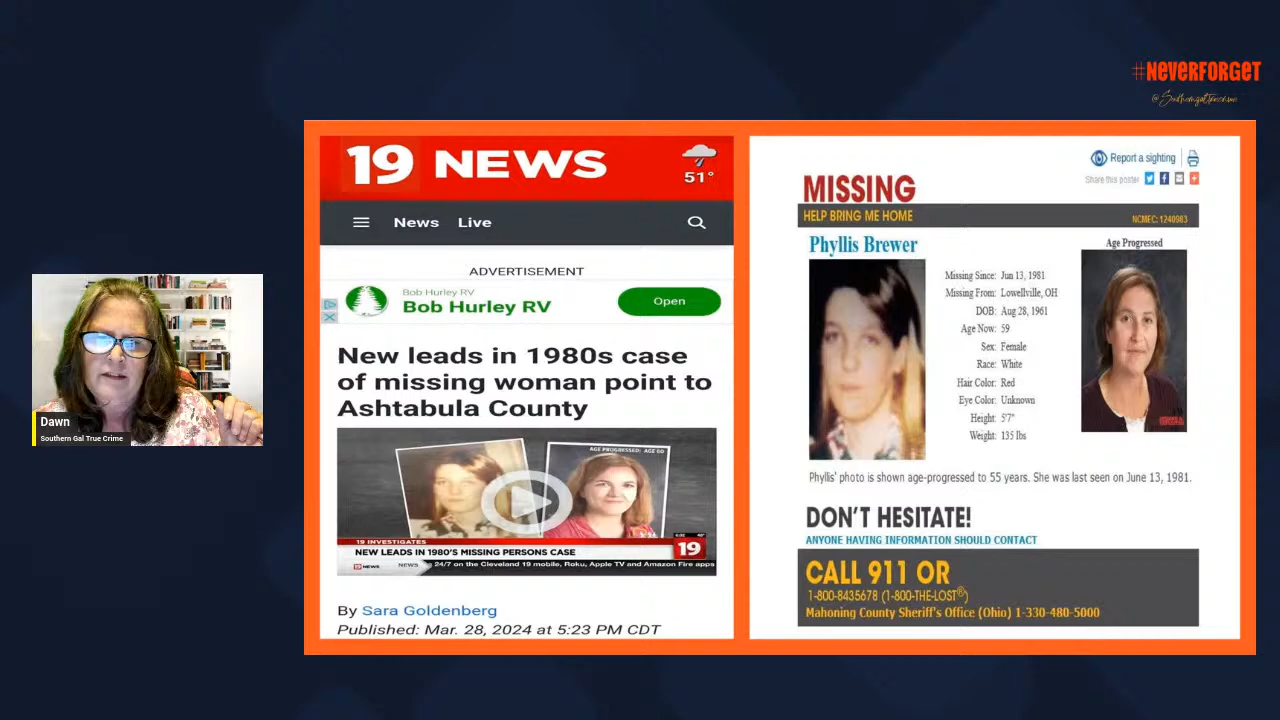 #NEVERFORGET
@Southerngaltruecrime
Dawn
Southern Gal True Crime
19 NEWS
51°
News Live
ADVERTISEMENT
Bob Hurley RV
Bob Hurley RV
Open
New leads in 1980s case
of missing woman point to
Ashtabula County
AGE PROGRESSED: AGE 60
19 INVESTIGATES
NEW LEADS IN 1980'S MISSING PERSONS CASE
19
19 NEWS NEWS 24/7 on the Cleveland 19 mobile, Roku, Apple TV and Amazon Fire apps
By Sara Goldenberg
Published: Mar. 28, 2024 at 5:23 PM CDT
Report a sighting
Share this poster
MISSING
HELP BRING ME HOME
NCMEC: 1240983
Phyllis Brewer
Age Progressed
Missing Since: Jun 13, 1981
Missing From: Lowellville, OH
DOB: Aug 28, 1961
Age Now: 59
Sex: Female
Race: White
Hair Color: Red
Eye Color: Unknown
Height: 5'7"
Weight: 135 lbs
Phyllis' photo is shown age-progressed to 55 years. She was last seen on June 13, 1981.
DON'T HESITATE!
ANYONE HAVING INFORMATION SHOULD CONTACT
CALL 911 OR
1-800-8435678 (1-800-THE-LOST®)
Mahoning County Sheriff's Office (Ohio) 1-330-480-5000